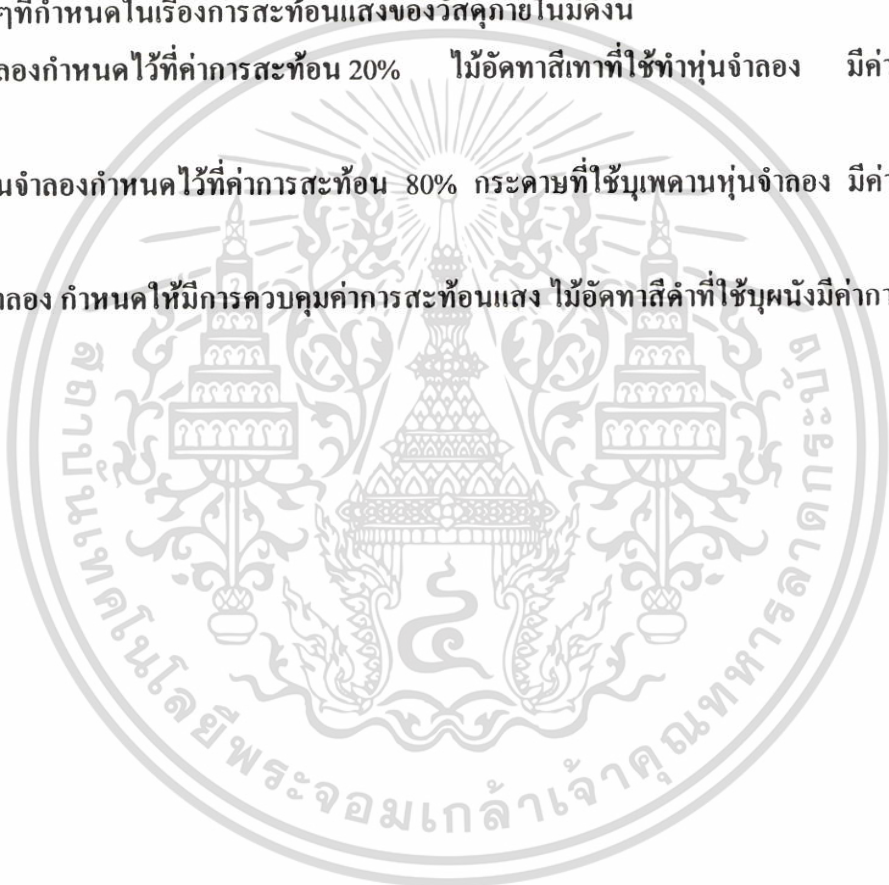 ๆที่กำหนดในเรื่องการสะท้อนแสงของวัสดุภายในมีดังนี้
ลองกำหนดไว้ที่ค่าการสะท้อน 20% ไม้อัดทาสีเทาที่ใช้ทำหุ่นจำลอง มีค่า
นจำลองกำหนดไว้ที่ค่าการสะท้อน 80% กระดาษที่ใช้บุเพดานหุ่นจำลอง มีค่า
ำลอง กำหนดให้มีการควบคุมค่าการสะท้อนแสง ไม้อัดทาสีดำที่ใช้บุผนังมีค่ากา
สถาบันเทคโนโลยีพระจอมเกล้าเจ้าคุณทหารลาดกระบัง